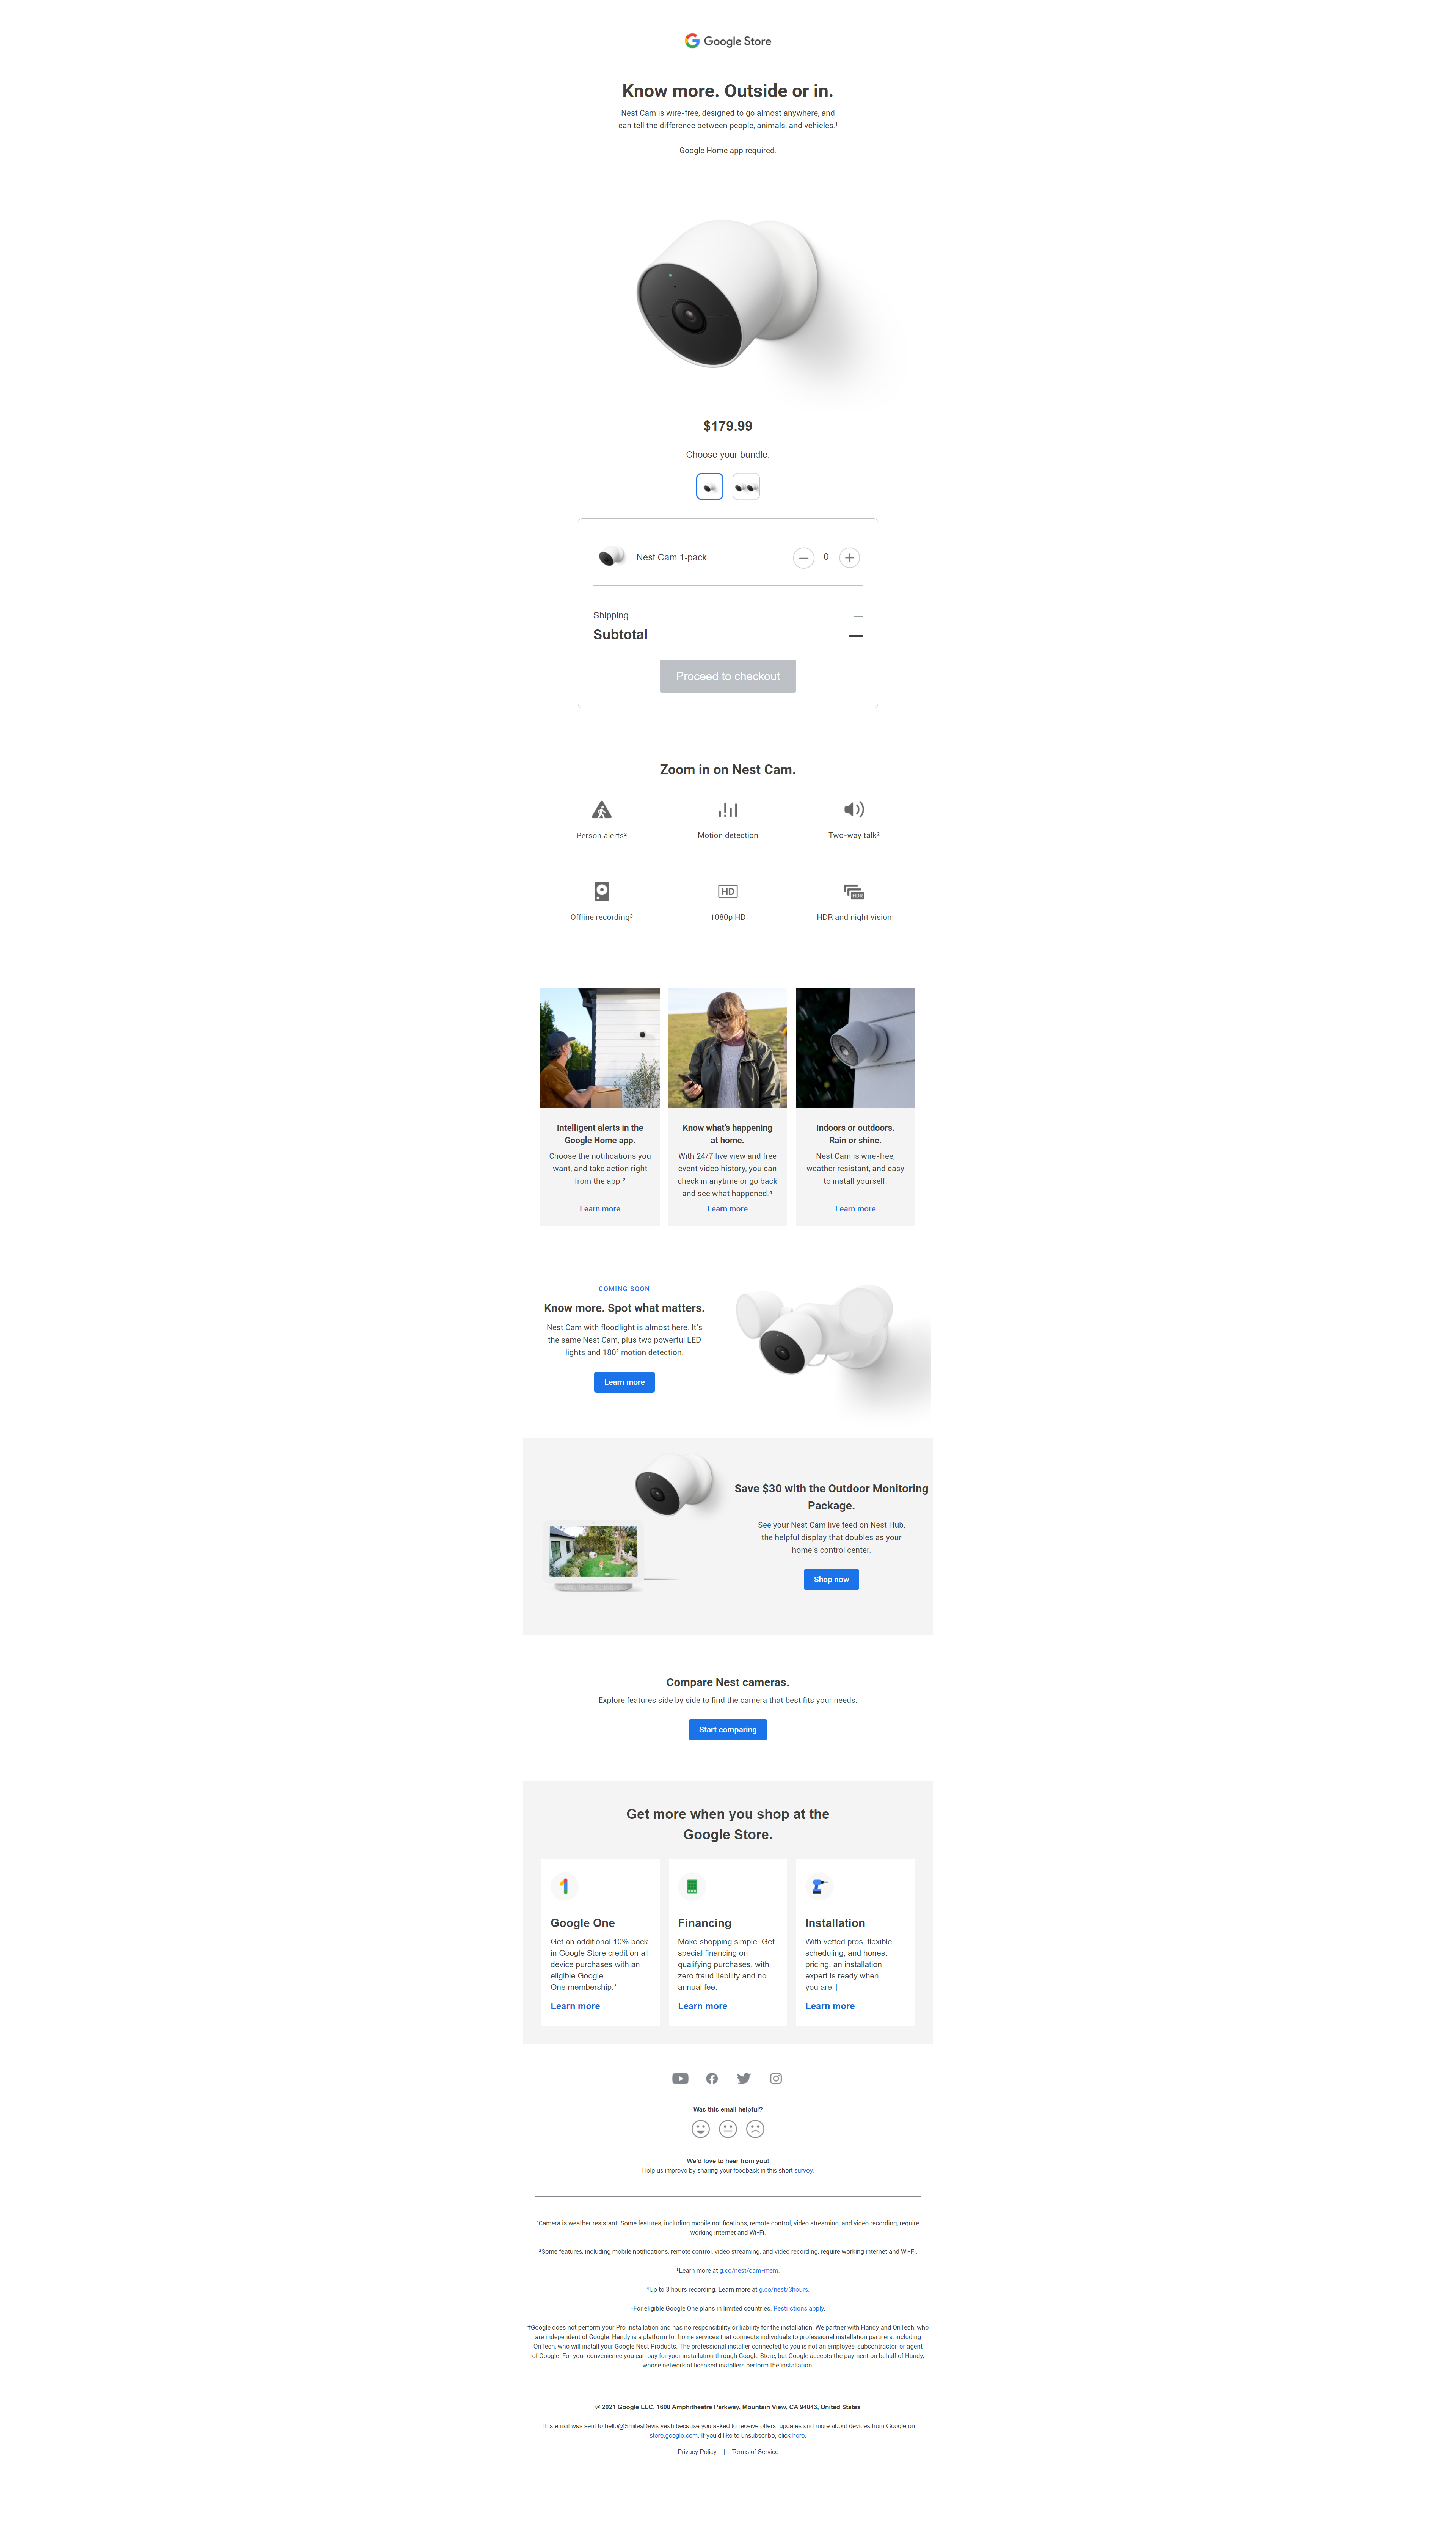 Google Store
Know more. Outside or in.
Nest Cam is wire-free, designed to go almost anywhere, and
can tell the difference between people, animals, and vehicles.¹
Google Home app required.
$179.99
Choose your bundle.
Nest Cam 1-pack
0
Shipping
—
Subtotal
—
Proceed to checkout
Zoom in on Nest Cam.
Person alerts²
Motion detection
Two-way talk²
HD
HDR
Offline recording³
1080p HD
HDR and night vision
Intelligent alerts in the
Google Home app.
Choose the notifications you
want, and take action right
from the app.²
Learn more
Know what's happening
at home.
With 24/7 live view and free
event video history, you can
check in anytime or go back
and see what happened.⁴
Learn more
Indoors or outdoors.
Rain or shine.
Nest Cam is wire-free,
weather resistant, and easy
to install yourself.
Learn more
COMING SOON
Know more. Spot what matters.
Nest Cam with floodlight is almost here. It's
the same Nest Cam, plus two powerful LED
lights and 180° motion detection.
Learn more
Save $30 with the Outdoor Monitoring
Package.
See your Nest Cam live feed on Nest Hub,
the helpful display that doubles as your
home's control center.
Shop now
Compare Nest cameras.
Explore features side by side to find the camera that best fits your needs.
Start comparing
Get more when you shop at the
Google Store.
Google One
Get an additional 10% back
in Google Store credit on all
device purchases with an
eligible Google
One membership.*
Learn more
Financing
Make shopping simple. Get
special financing on
qualifying purchases, with
zero fraud liability and no
annual fee.
Learn more
Installation
With vetted pros, flexible
scheduling, and honest
pricing, an installation
expert is ready when
you are.†
Learn more
Was this email helpful?
We'd love to hear from you!
Help us improve by sharing your feedback in this short survey.
¹Camera is weather resistant. Some features, including mobile notifications, remote control, video streaming, and video recording, require
working internet and Wi-Fi.
²Some features, including mobile notifications, remote control, video streaming, and video recording, require working internet and Wi-Fi.
³Learn more at g.co/nest/cam-mem.
⁴Up to 3 hours recording. Learn more at g.co/nest/3hours.
*For eligible Google One plans in limited countries. Restrictions apply.
†Google does not perform your Pro installation and has no responsibility or liability for the installation. We partner with Handy and OnTech, who
are independent of Google. Handy is a platform for home services that connects individuals to professional installation partners, including
OnTech, who will install your Google Nest Products. The professional installer connected to you is not an employee, subcontractor, or agent
of Google. For your convenience you can pay for your installation through Google Store, but Google accepts the payment on behalf of Handy,
whose network of licensed installers perform the installation.
© 2021 Google LLC, 1600 Amphitheatre Parkway, Mountain View, CA 94043, United States
This email was sent to hello@SmilesDavis.yeah because you asked to receive offers, updates and more about devices from Google on
store.google.com. If you'd like to unsubscribe, click here.
Privacy Policy | Terms of Service